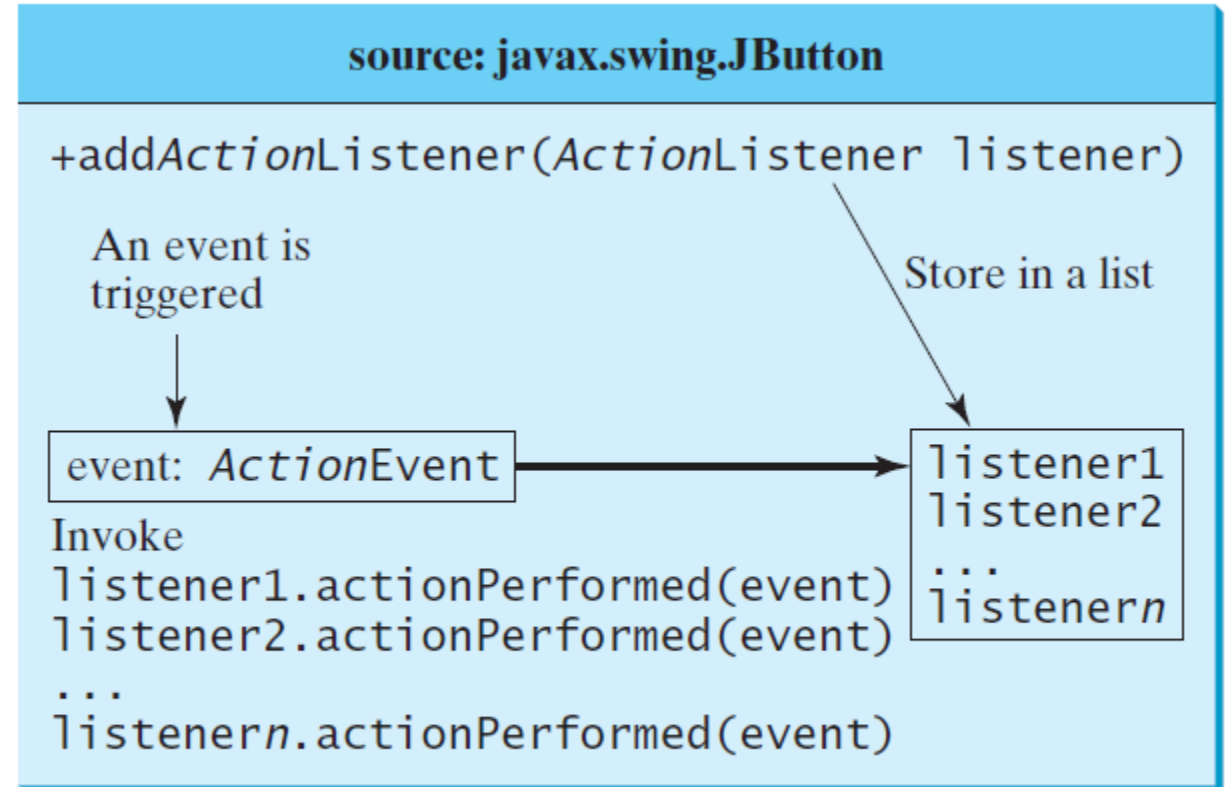 source: javax.swing.JButton
+addActionListener(ActionListener listener)
An event is
triggered
Store in a list
event: ActionEvent
listener1
listener2
...
listenern
Invoke
listener1.actionPerformed(event)
listener2.actionPerformed(event)
...
listenern.actionPerformed(event)